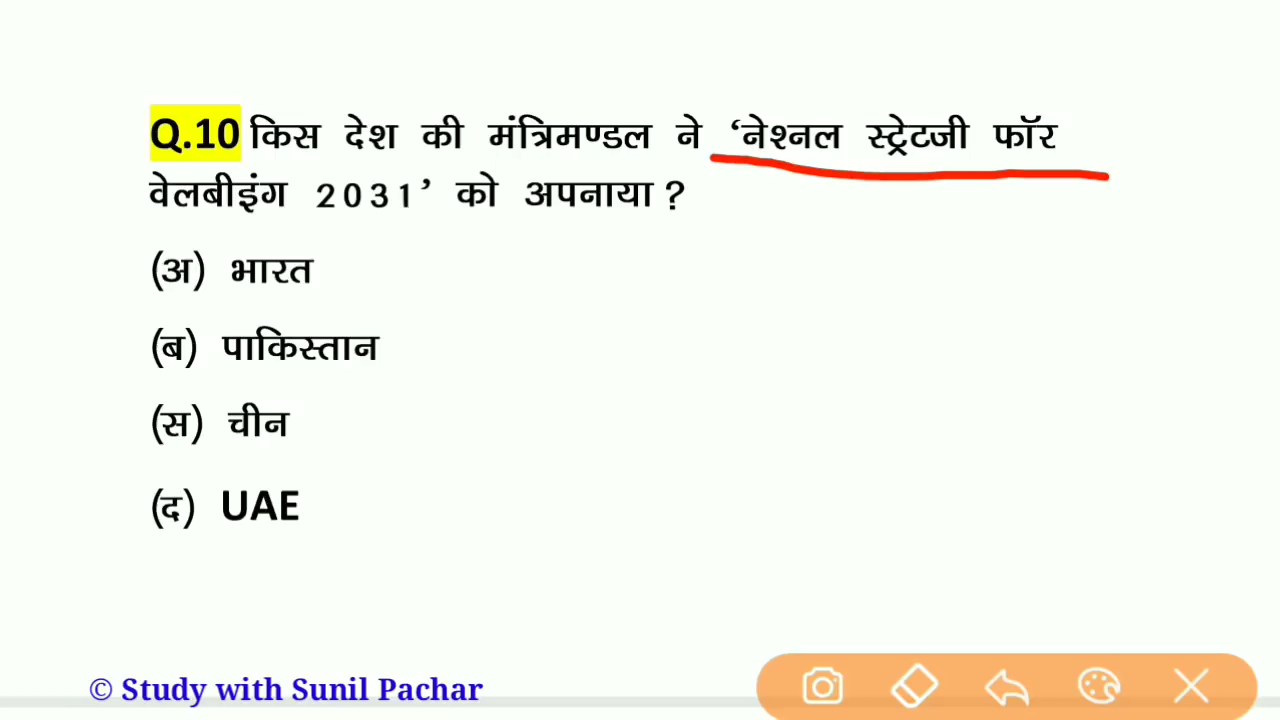 Q.10 किस देश की मंत्रिमण्डल ने ‘नेश्नल स्ट्रेटजी फॉर
वेलबीइंग 2031’ को अपनाया ?
(अ) भारत
(ब) पाकिस्तान
(स) चीन
(द) UAE
© Study with Sunil Pachar